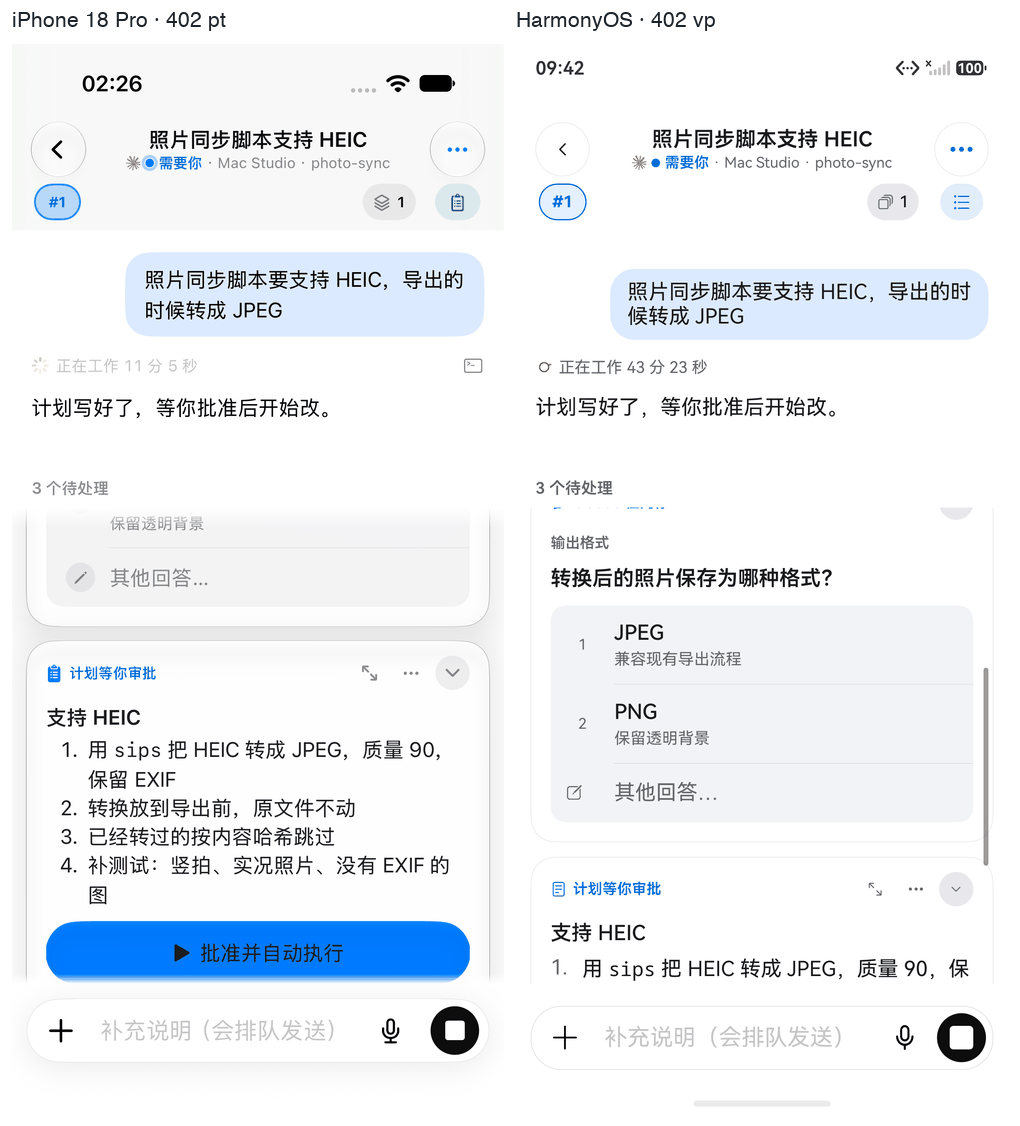 iPhone 18 Pro · 402 pt
02:26
照片同步脚本支持 HEIC
需要你 · Mac Studio · photo-sync
#1
1
照片同步脚本要支持 HEIC，导出的
时候转成 JPEG
正在工作 11 分 5 秒
计划写好了，等你批准后开始改。
3 个待处理
保留透明背景
其他回答...
计划等你审批
支持 HEIC
1. 用 sips 把 HEIC 转成 JPEG，质量 90，
保留 EXIF
2. 转换放到导出前，原文件不动
3. 已经转过的按内容哈希跳过
4. 补测试：竖拍、实况照片、没有 EXIF 的
图
批准并自动执行
补充说明（会排队发送）
HarmonyOS · 402 vp
09:42
100
照片同步脚本支持 HEIC
需要你 · Mac Studio · photo-sync
#1
1
照片同步脚本要支持 HEIC，导出的时
候转成 JPEG
正在工作 43 分 23 秒
计划写好了，等你批准后开始改。
3 个待处理
输出格式
转换后的照片保存为哪种格式？
1
JPEG
兼容现有导出流程
2
PNG
保留透明背景
其他回答...
计划等你审批
支持 HEIC
1. 用 sips 把 HEIC 转成 JPEG，质量 90，保
补充说明（会排队发送）